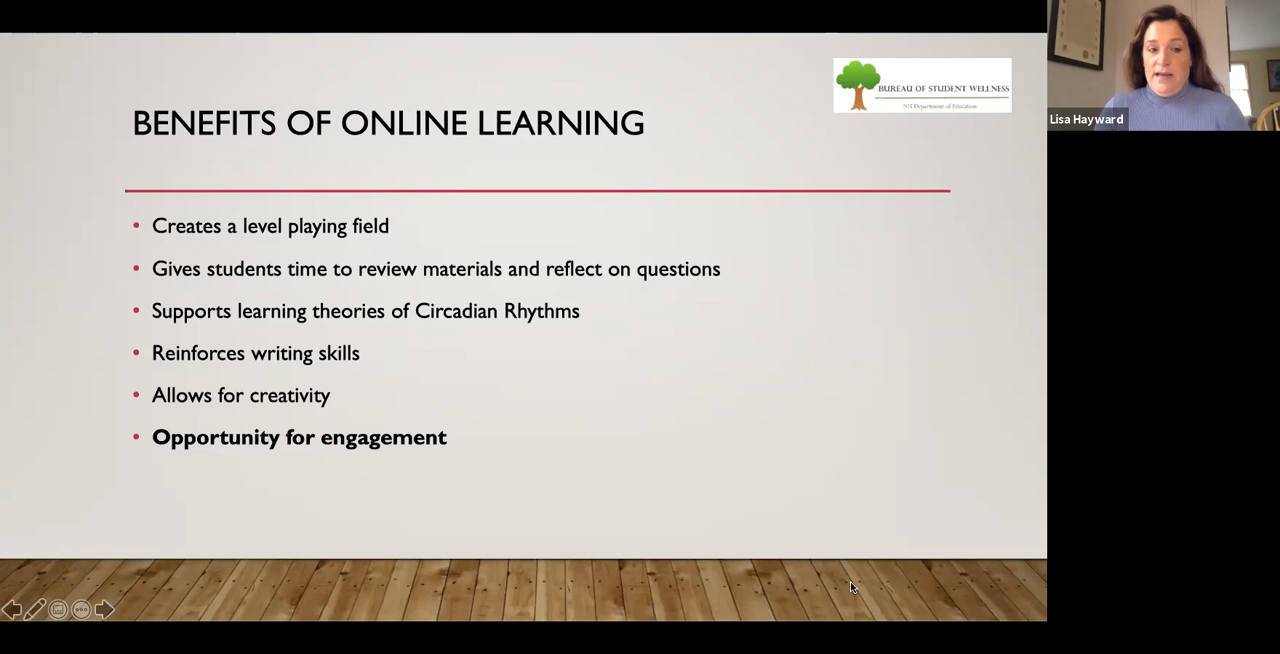 BENEFITS OF ONLINE LEARNING
BUREAU OF STUDENT WELLNESS
NH Department of Education
Creates a level playing field
Gives students time to review materials and reflect on questions
Supports learning theories of Circadian Rhythms
Reinforces writing skills
Allows for creativity
Opportunity for engagement
Lisa Hayward